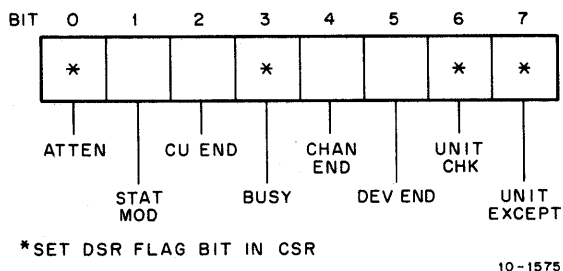 BIT 0 1 2 3 4 5 6 7
* * * *
ATTEN CU END CHAN END UNIT CHK
STAT MOD BUSY DEV END UNIT EXCEPT
*SET DSR FLAG BIT IN CSR
10-1575